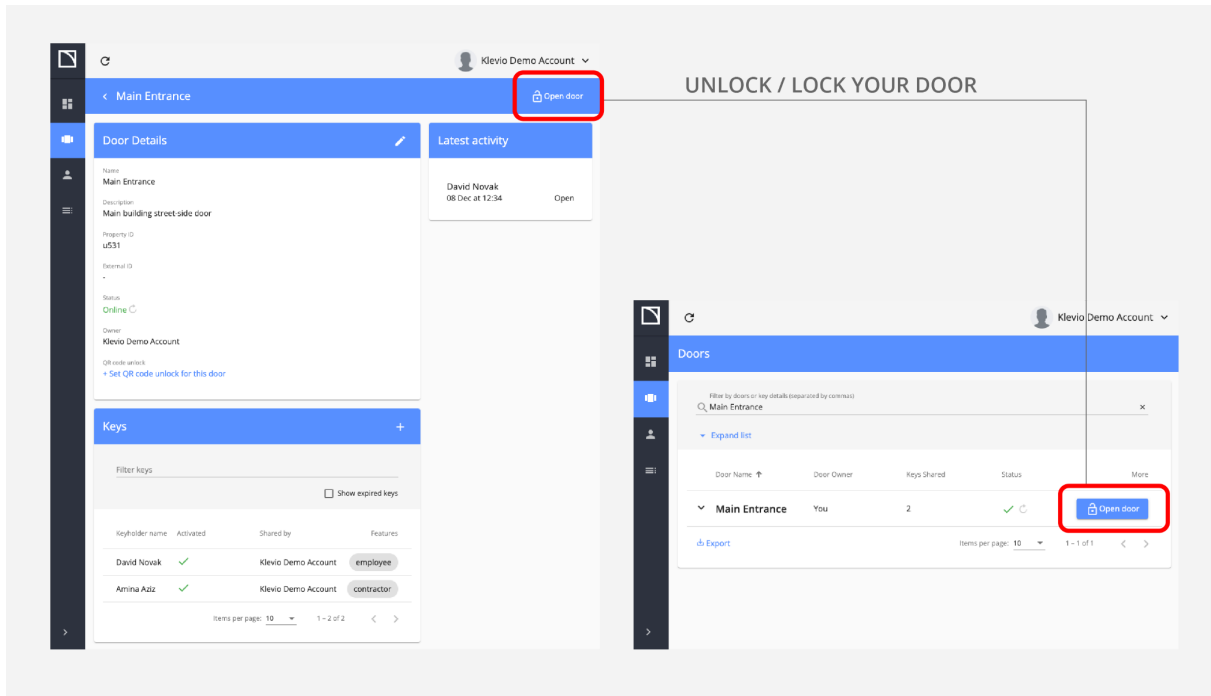 UNLOCK / LOCK YOUR DOOR
Klevio Demo Account
Main Entrance
Open door
Door Details
Name
Main Entrance
Description
Main building street-side door
Property ID
u531
External ID
-
Status
Online
Owner
Klevio Demo Account
QR code unlock
+ Set QR code unlock for this door
Latest activity
David Novak
08 Dec at 12:34 Open
Keys +
Filter keys
Show expired keys
Keyholder name Activated Shared by Features
David Novak Klevio Demo Account employee
Amina Aziz Klevio Demo Account contractor
Items per page: 10 1 – 2 of 2
Klevio Demo Account
Doors
Filter by doors or key details (separated by commas)
Main Entrance
Expand list
Door Name Door Owner Keys Shared Status More
Main Entrance You 2 Open door
Export Items per page: 10 1 – 1 of 1